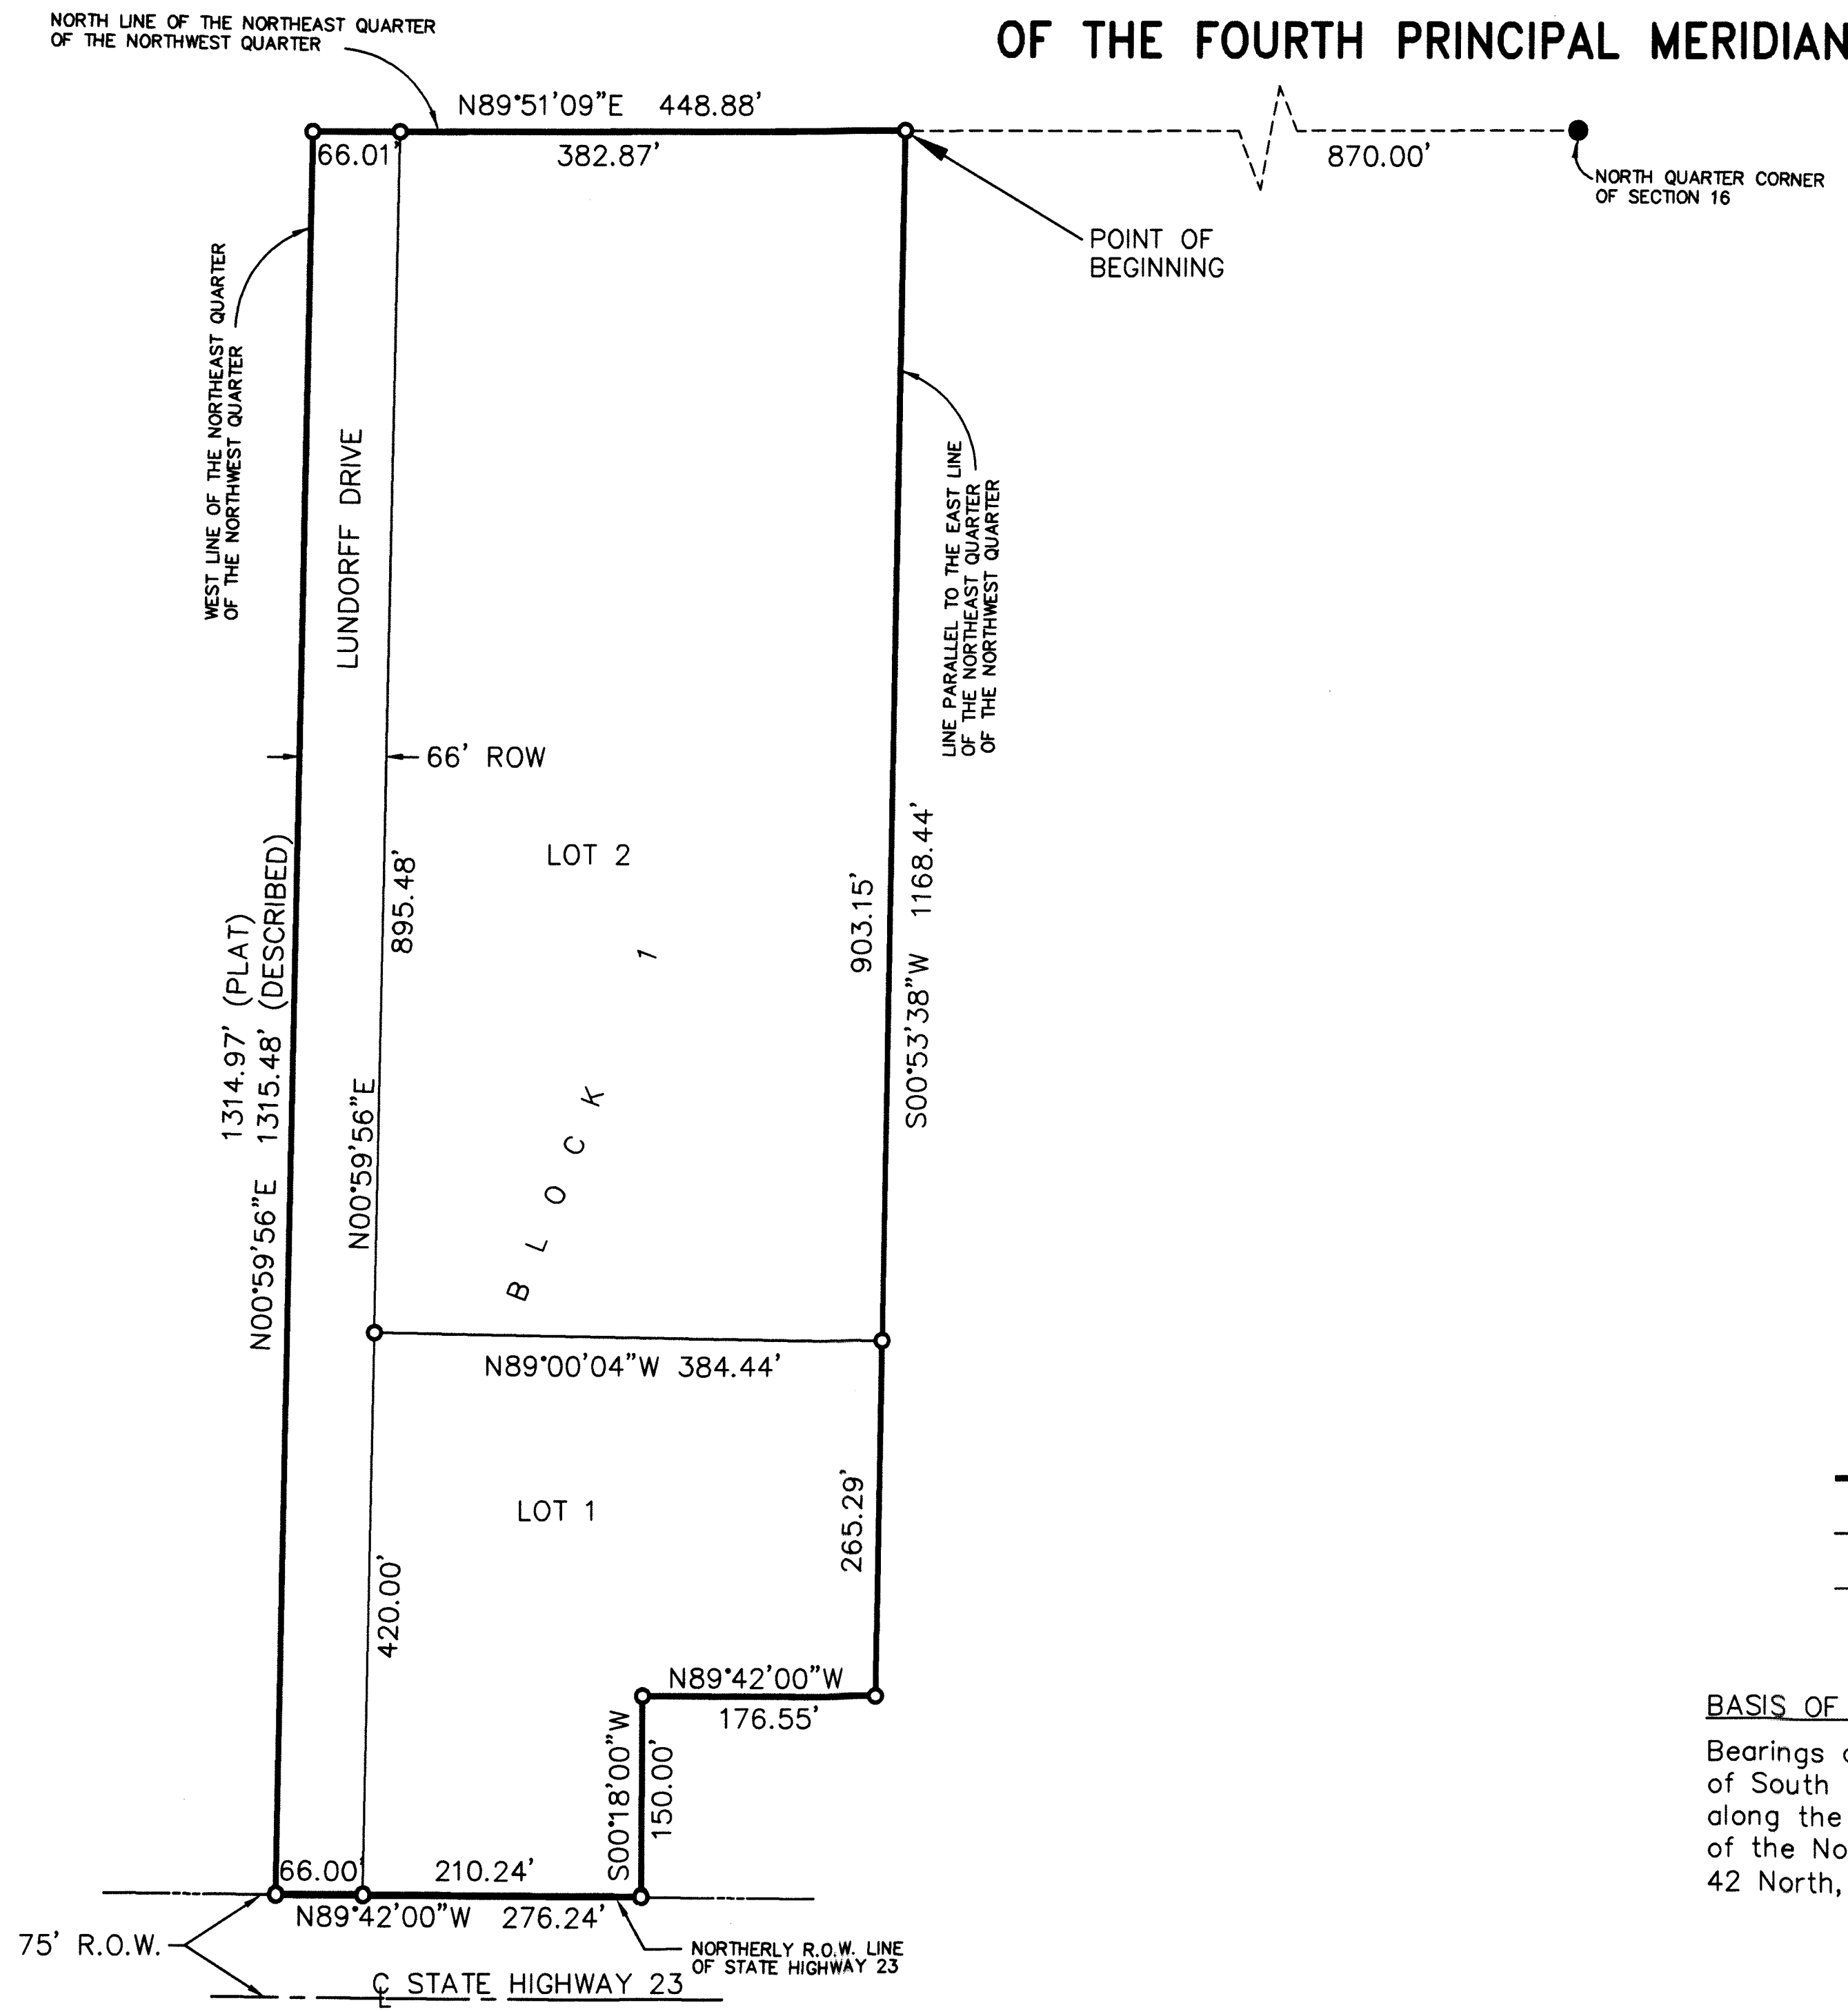 NORTH LINE OF THE NORTHEAST QUARTER
OF THE NORTHWEST QUARTER
OF THE FOURTH PRINCIPAL MERIDIAN
N89°51'09"E 448.88'
66.01'
382.87'
870.00'
NORTH QUARTER CORNER
OF SECTION 16
POINT OF
BEGINNING
WEST LINE OF THE NORTHEAST QUARTER
OF THE NORTHWEST QUARTER
LUNDORFF DRIVE
LINE PARALLEL TO THE EAST LINE
OF THE NORTHEAST QUARTER
OF THE NORTHWEST QUARTER
66' ROW
LOT 2
895.48'
903.15'
S00°53'38"W 1168.44'
1314.97' (PLAT)
N00°59'56"E 1315.48' (DESCRIBED)
N00°59'56"E
BLOCK 1
N89°00'04"W 384.44'
LOT 1
265.29'
420.00'
N89°42'00"W
176.55'
S00°18'00"W
150.00'
66.00'
210.24'
N89°42'00"W 276.24'
75' R.O.W.
NORTHERLY R.O.W. LINE
OF STATE HIGHWAY 23
℄ STATE HIGHWAY 23
BASIS OF
Bearings
of South
along the
of the No
42 North,